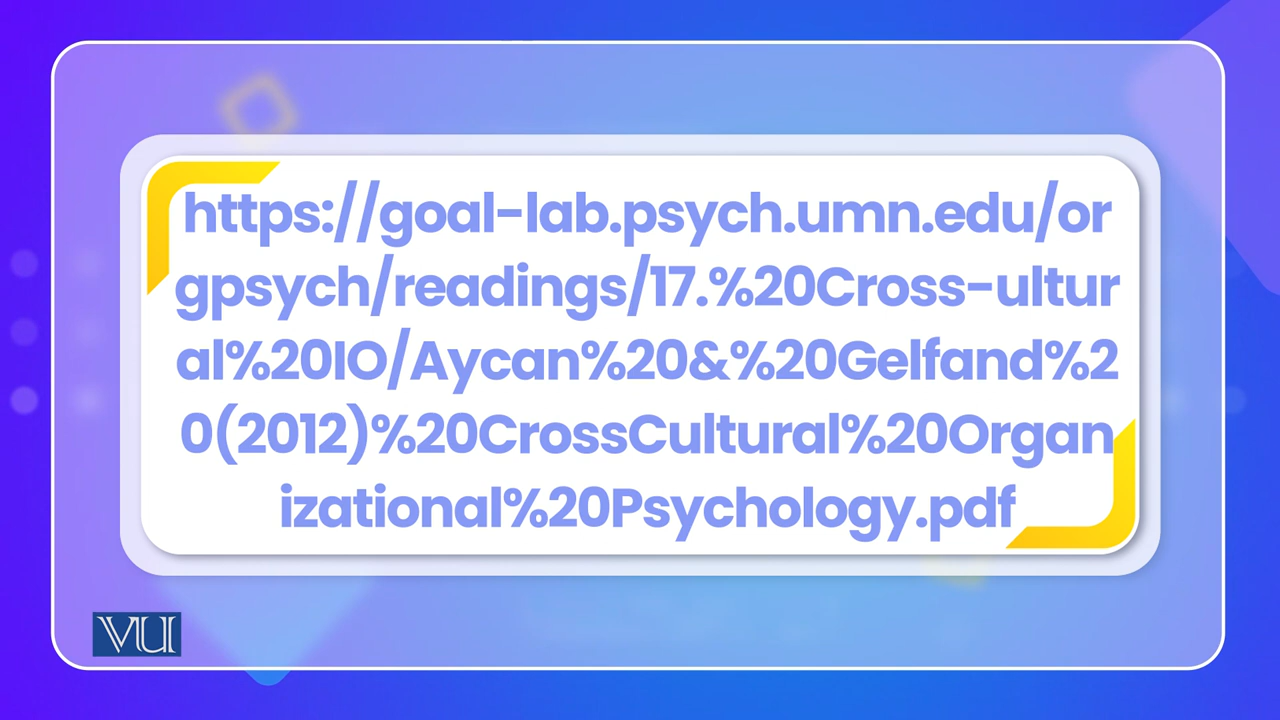 https://goal-lab.psych.umn.edu/or
gpsych/readings/17.%20Cross-ultur
al%20IO/Aycan%20&%20Gelfand%2
0(2012)%20CrossCultural%20Organ
izational%20Psychology.pdf
VU